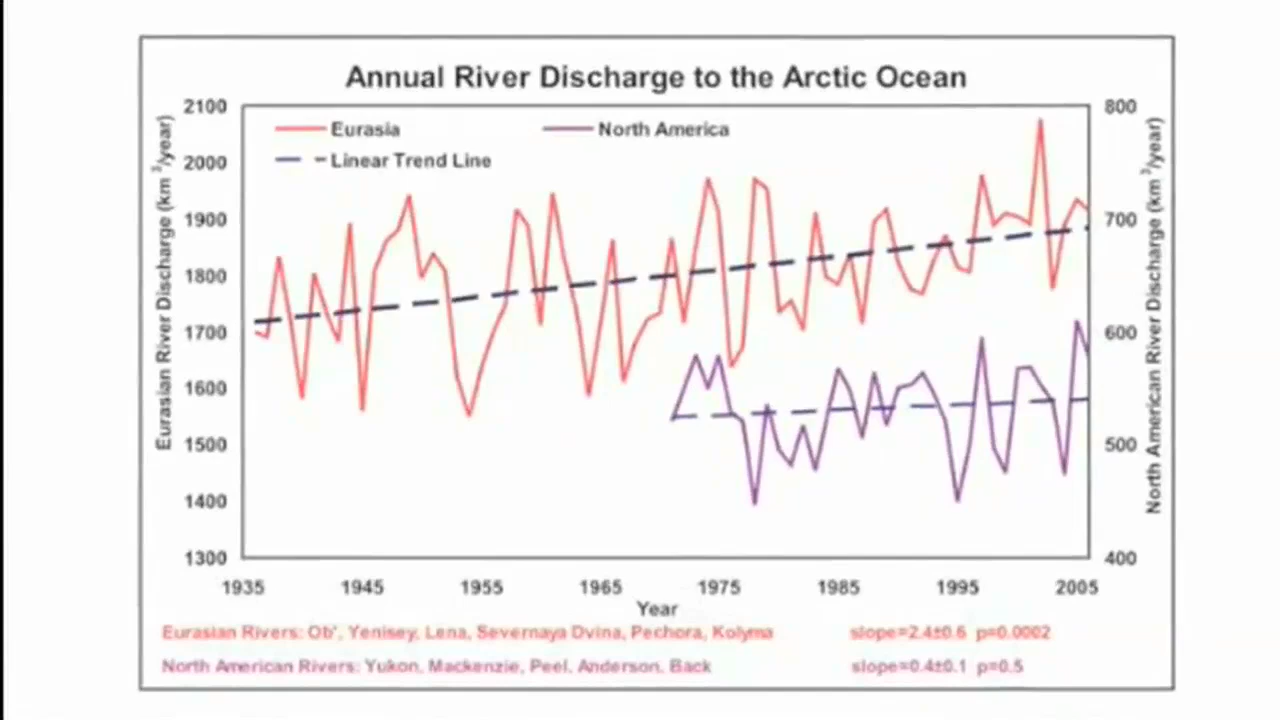 Annual River Discharge to the Arctic Ocean
Eurasia
North America
Linear Trend Line
Eurasian River Discharge (km ³/year)
2100
2000
1900
1800
1700
1600
1500
1400
1300
800
700
600
500
400
North American River Discharge (km ³/year)
1935 1945 1955 1965 1975 1985 1995 2005
Year
Eurasian Rivers: Ob', Yenisey, Lena, Severnaya Dvina, Pechora, Kolyma slope=2.4±0.6 p=0.0002
North American Rivers: Yukon, Mackenzie, Peel, Anderson, Back slope=0.4±0.1 p=0.5